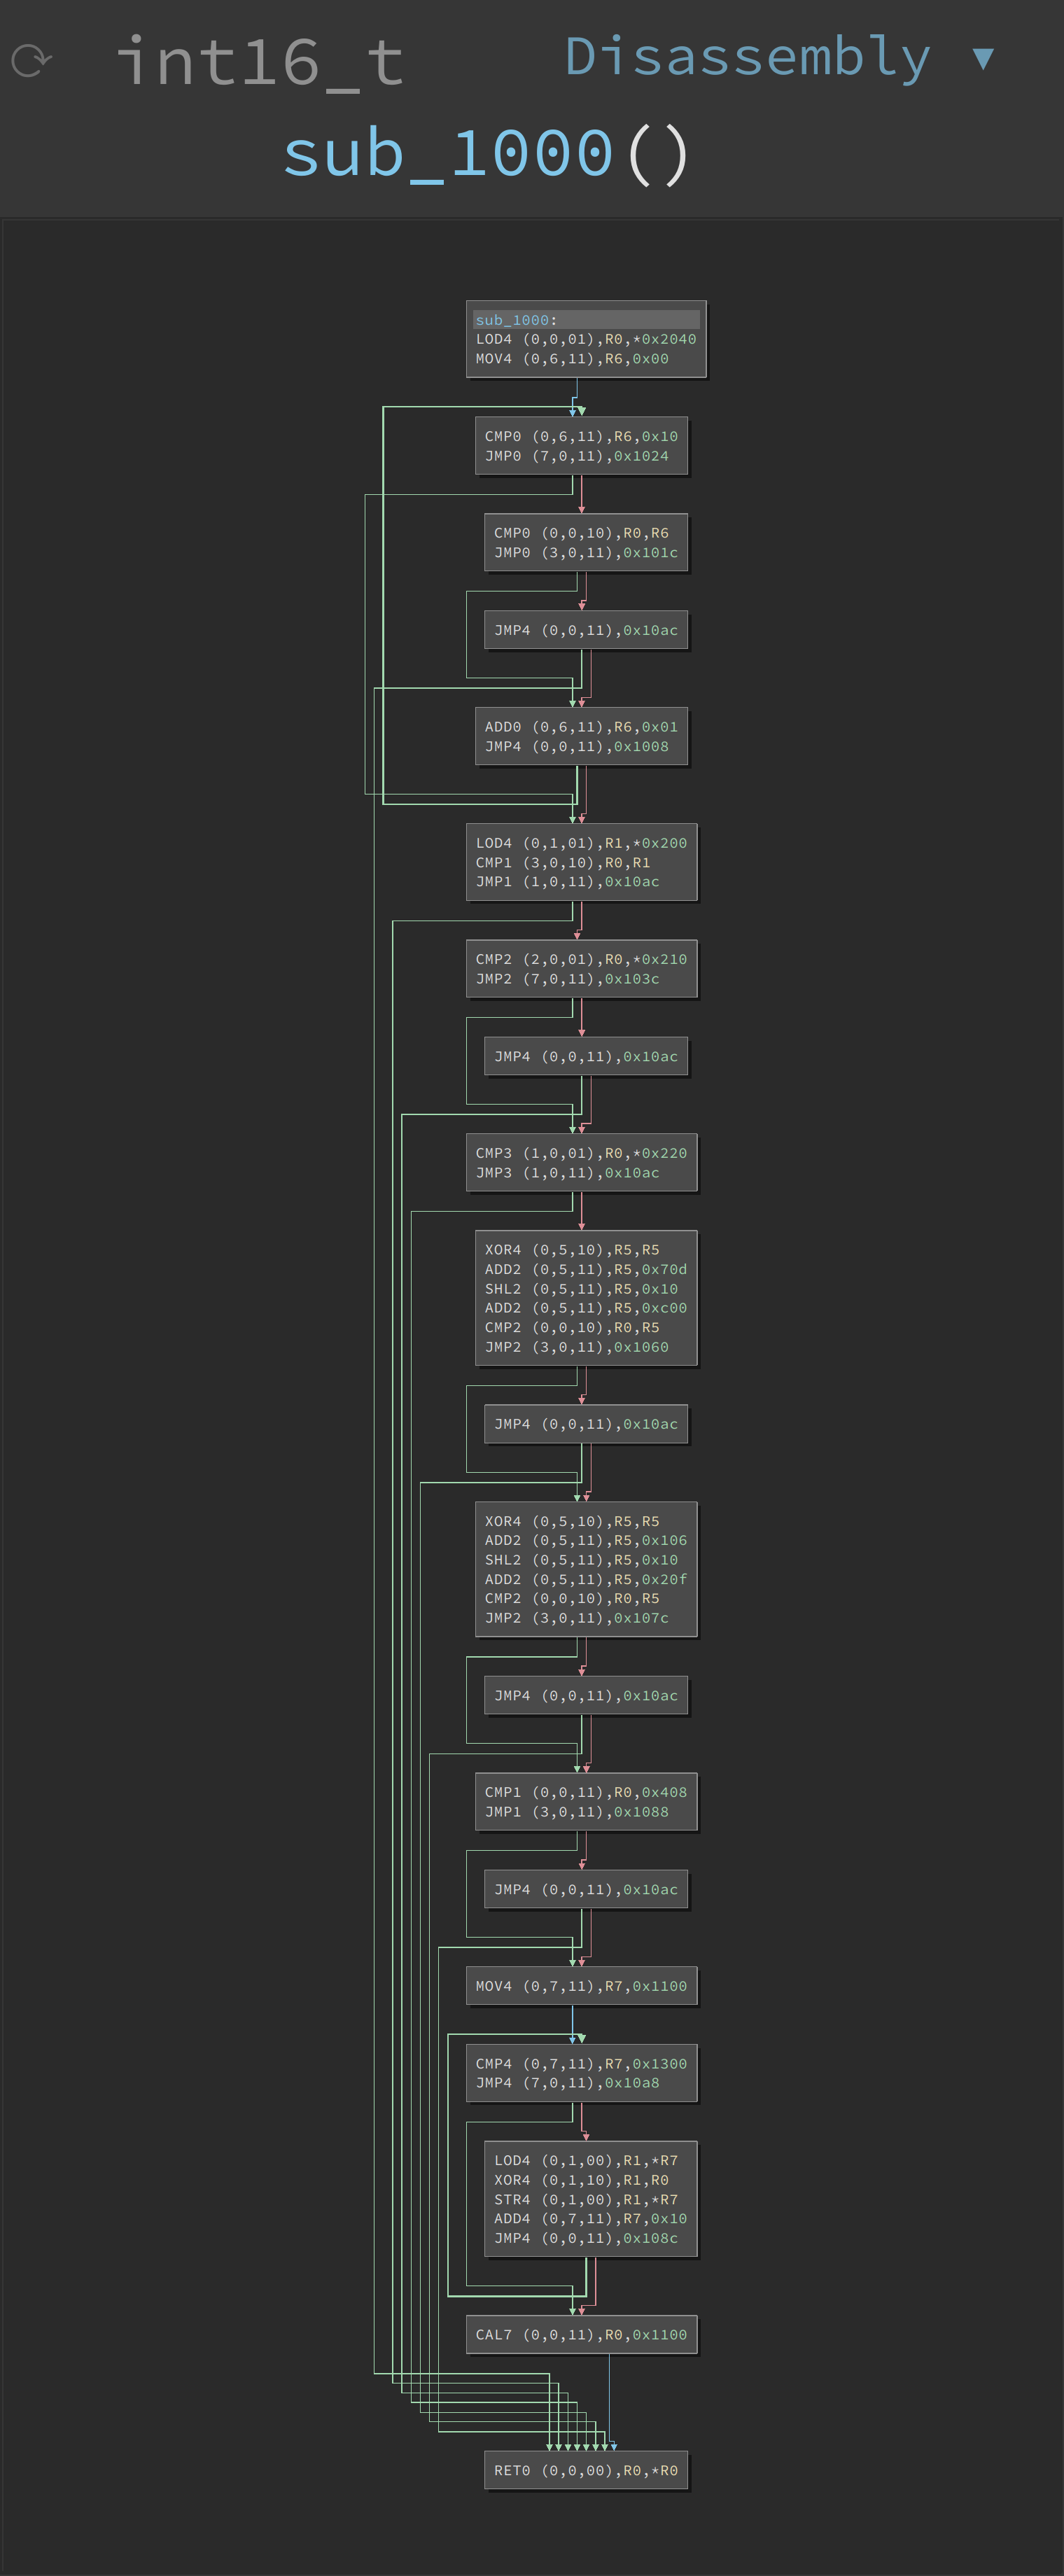 int16_t
Disassembly ▼
sub_1000()
sub_1000:
LOD4 (0,0,01),R0,*0x2040
MOV4 (0,6,11),R6,0x00
CMP0 (0,6,11),R6,0x10
JMP0 (7,0,11),0x1024
CMP0 (0,0,10),R0,R6
JMP0 (3,0,11),0x101c
JMP4 (0,0,11),0x10ac
ADD0 (0,6,11),R6,0x01
JMP4 (0,0,11),0x1008
LOD4 (0,1,01),R1,*0x200
CMP1 (3,0,10),R0,R1
JMP1 (1,0,11),0x10ac
CMP2 (2,0,01),R0,*0x210
JMP2 (7,0,11),0x103c
JMP4 (0,0,11),0x10ac
CMP3 (1,0,01),R0,*0x220
JMP3 (1,0,11),0x10ac
XOR4 (0,5,10),R5,R5
ADD2 (0,5,11),R5,0x70d
SHL2 (0,5,11),R5,0x10
ADD2 (0,5,11),R5,0xc00
CMP2 (0,0,10),R0,R5
JMP2 (3,0,11),0x1060
JMP4 (0,0,11),0x10ac
XOR4 (0,5,10),R5,R5
ADD2 (0,5,11),R5,0x106
SHL2 (0,5,11),R5,0x10
ADD2 (0,5,11),R5,0x20f
CMP2 (0,0,10),R0,R5
JMP2 (3,0,11),0x107c
JMP4 (0,0,11),0x10ac
CMP1 (0,0,11),R0,0x408
JMP1 (3,0,11),0x1088
JMP4 (0,0,11),0x10ac
MOV4 (0,7,11),R7,0x1100
CMP4 (0,7,11),R7,0x1300
JMP4 (7,0,11),0x10a8
LOD4 (0,1,00),R1,*R7
XOR4 (0,1,10),R1,R0
STR4 (0,1,00),R1,*R7
ADD4 (0,7,11),R7,0x10
JMP4 (0,0,11),0x108c
CAL7 (0,0,11),R0,0x1100
RET0 (0,0,00),R0,*R0